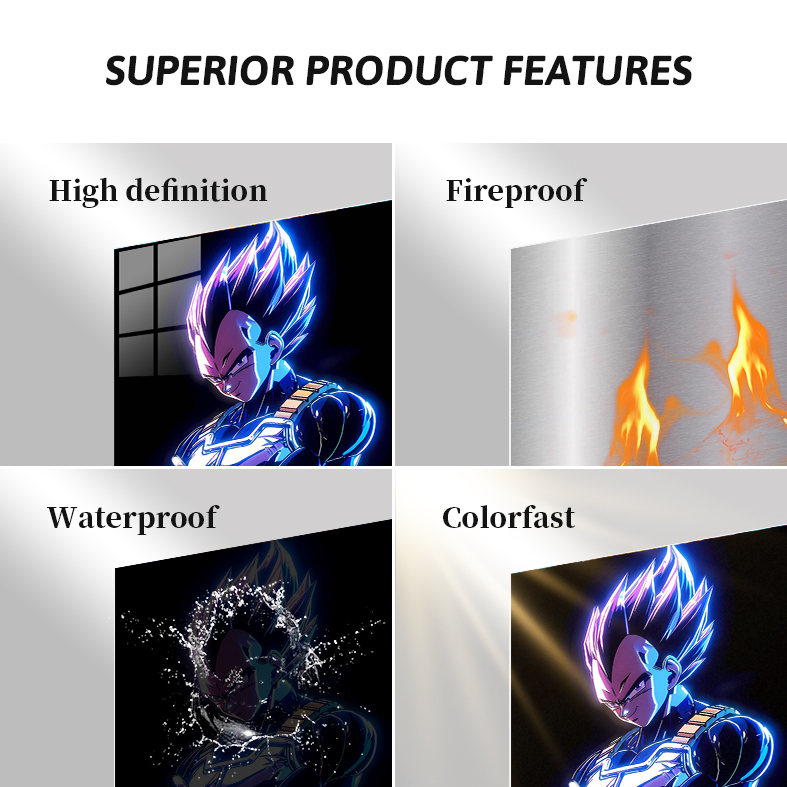 SUPERIOR PRODUCT FEATURES
High definition
Fireproof
Waterproof
Colorfast